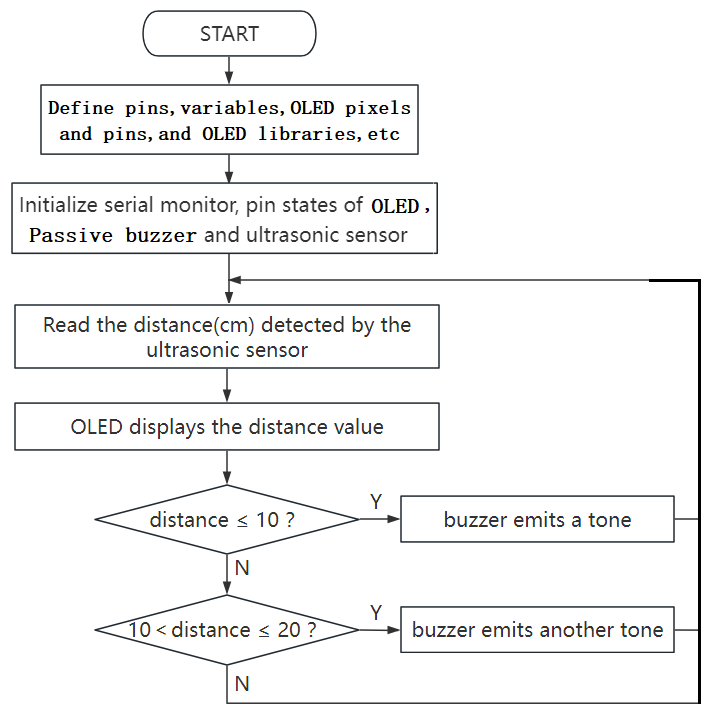 START
Define pins,variables,OLED pixels
and pins,and OLED libraries,etc
Initialize serial monitor, pin states of OLED,
Passive buzzer and ultrasonic sensor
Read the distance(cm) detected by the
ultrasonic sensor
OLED displays the distance value
distance ≤ 10 ?
Y
buzzer emits a tone
N
10 < distance ≤ 20 ?
Y
buzzer emits another tone
N